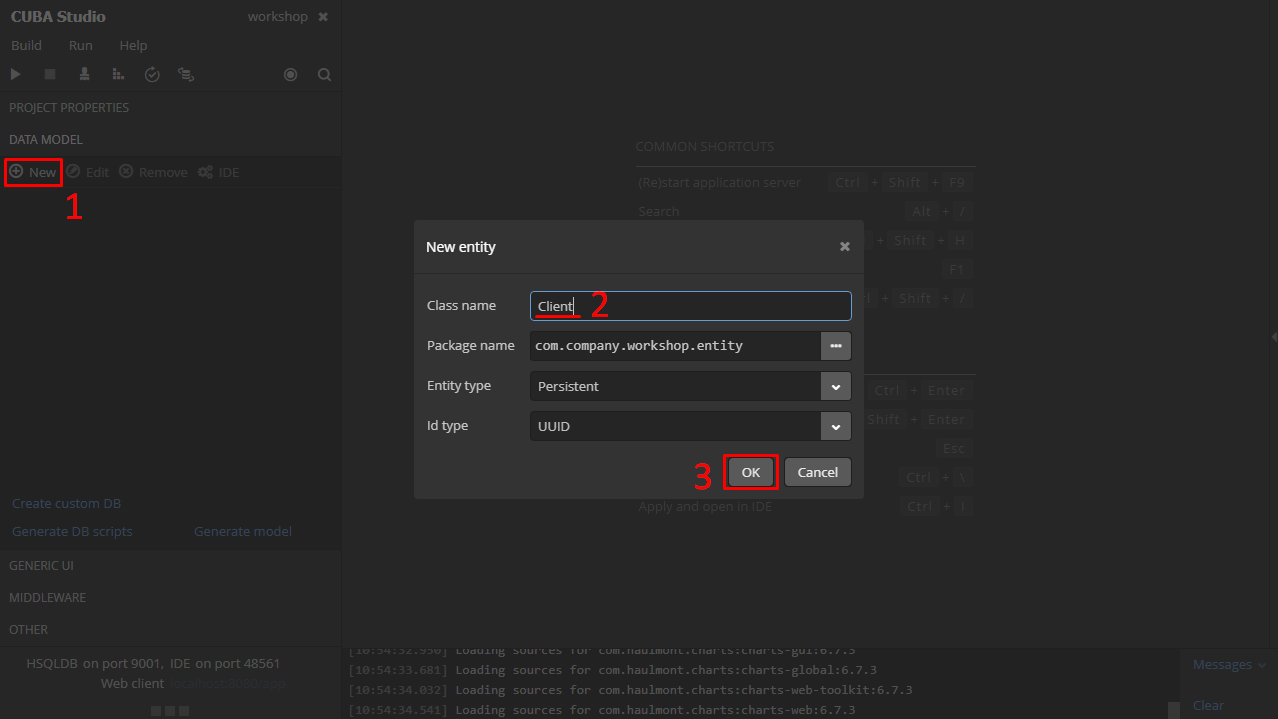 CUBA Studio
workshop ×
Build Run Help
PROJECT PROPERTIES
DATA MODEL
New Edit Remove IDE
1
COMMON SHORTCUTS
(Re)start application server Ctrl + Shift + F9
Search Alt + /
+ Shift + H
F1
+ Shift + /
New entity ×
Class name Client 2
Package name com.company.workshop.entity ...
Entity type Persistent
Id type UUID
3 OK Cancel
Ctrl + Enter
Shift + Enter
Esc
Ctrl + \
Apply and open in IDE Ctrl + I
Create custom DB
Generate DB scripts Generate model
GENERIC UI
MIDDLEWARE
OTHER
HSQLDB on port 9001, IDE on port 48561
Web client localhost:8080/app
[10:54:32.950] Loading sources for com.haulmont.charts:charts-gui:6.7.3
[10:54:33.681] Loading sources for com.haulmont.charts:charts-global:6.7.3
[10:54:34.032] Loading sources for com.haulmont.charts:charts-web-toolkit:6.7.3
[10:54:34.541] Loading sources for com.haulmont.charts:charts-web:6.7.3
Messages
Clear